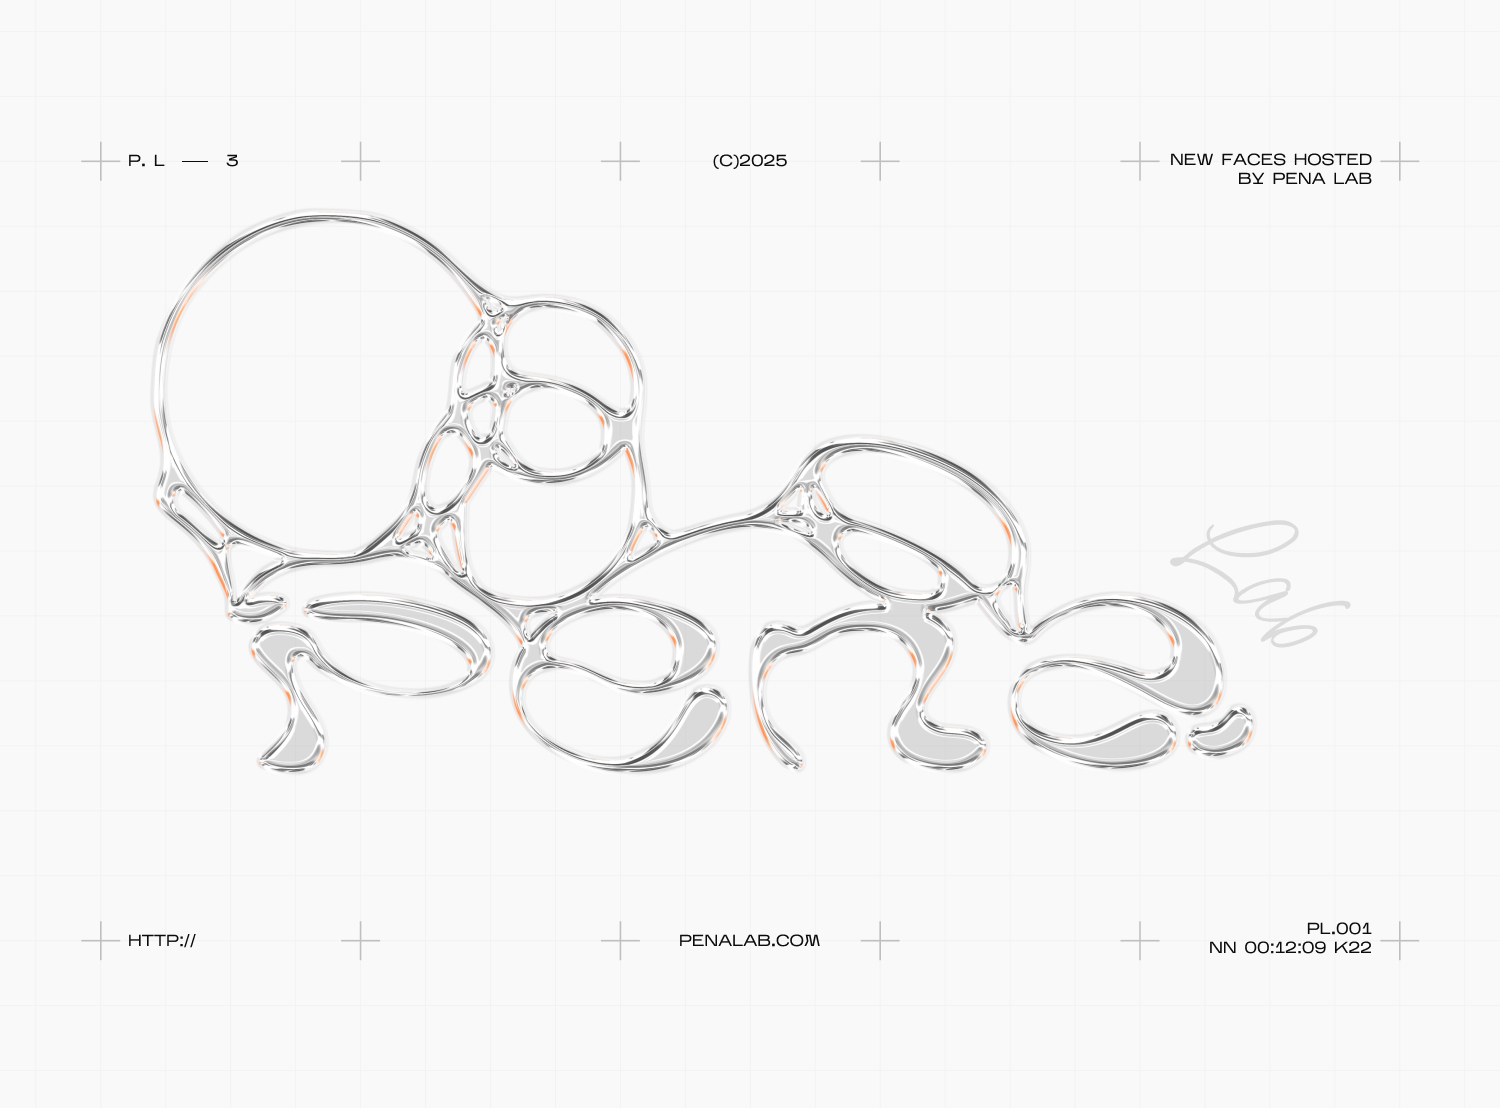 P. L — 3
(C)2025
NEW FACES HOSTED
BY PENA LAB
Lab
HTTP://
PENALAB.COM
PL.001
NN 00:12:09 K22